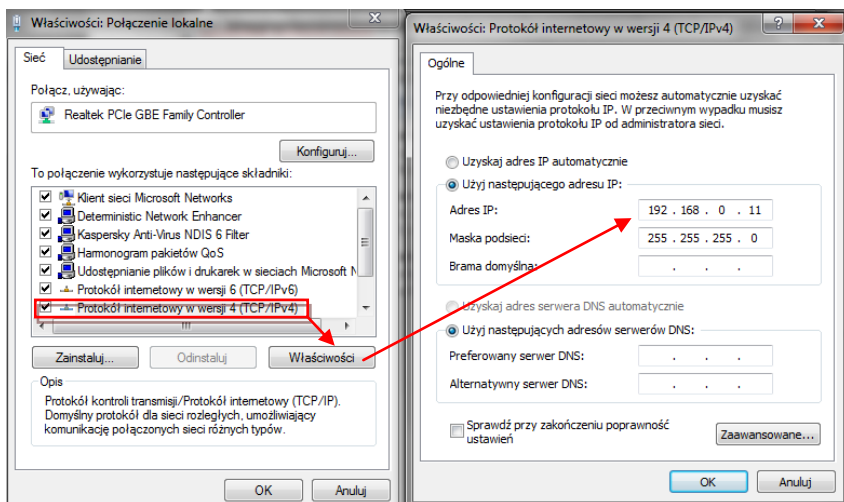 Właściwości: Połączenie lokalne
Sieć
Udostępnianie
Połącz, używając:
Realtek PCIe GBE Family Controller
Konfiguruj...
To połączenie wykorzystuje następujące składniki:
Klient sieci Microsoft Networks
Deterministic Network Enhancer
Kaspersky Anti-Virus NDIS 6 Filter
Harmonogram pakietów QoS
Udostępnianie plików i drukarek w sieciach Microsoft N
Protokół internetowy w wersji 6 (TCP/IPv6)
Protokół internetowy w wersji 4 (TCP/IPv4)
Zainstaluj...
Odinstaluj
Właściwości
Opis
Protokół kontroli transmisji/Protokół internetowy (TCP/IP).
Domyślny protokół dla sieci rozległych, umożliwiający
komunikację połączonych sieci różnych typów.
OK
Anuluj
Właściwości: Protokół internetowy w wersji 4 (TCP/IPv4)
Ogólne
Przy odpowiedniej konfiguracji sieci możesz automatycznie uzyskać
niezbędne ustawienia protokołu IP. W przeciwnym wypadku musisz
uzyskać ustawienia protokołu IP od administratora sieci.
Uzyskaj adres IP automatycznie
Użyj następującego adresu IP:
Adres IP: 192 . 168 . 0 . 11
Maska podsieci: 255 . 255 . 255 . 0
Brama domyślna: . . .
Uzyskaj adres serwera DNS automatycznie
Użyj następujących adresów serwerów DNS:
Preferowany serwer DNS: . . .
Alternatywny serwer DNS: . . .
Sprawdź przy zakończeniu poprawność
ustawień
Zaawansowane...
OK
Anuluj